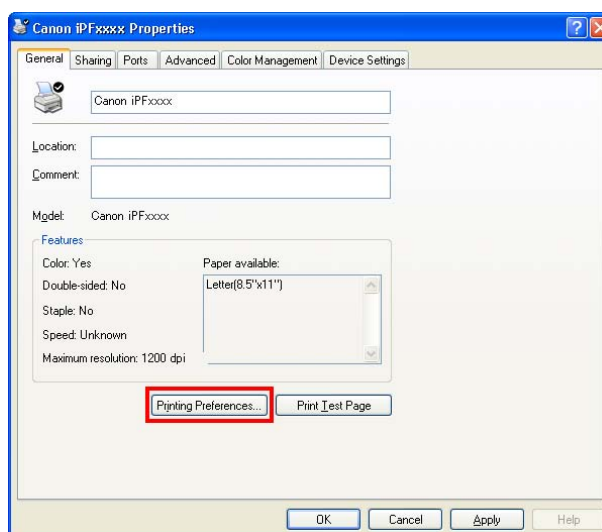 Canon iPFxxxx Properties
General Sharing Ports Advanced Color Management Device Settings
Canon iPFxxxx
Location:
Comment:
Model: Canon iPFxxxx
Features
Color: Yes Paper available:
Double-sided: No Letter(8.5"x11")
Staple: No
Speed: Unknown
Maximum resolution: 1200 dpi
Printing Preferences... Print Test Page
OK Cancel Apply Help